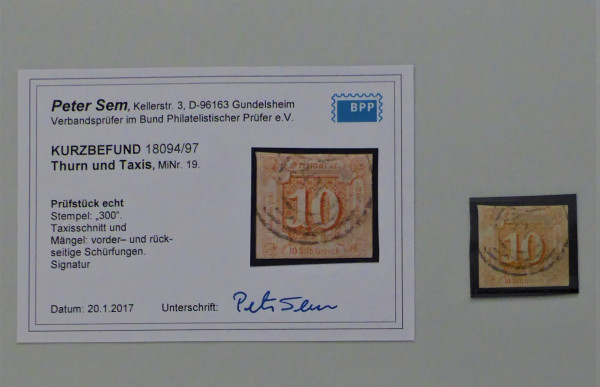 Peter Sem, Kellerstr. 3, D-96163 Gundelsheim
Verbandsprüfer im Bund Philatelistischer Prüfer e.V.
BPP
KURZBEFUND 18094/97
Thurn und Taxis, MiNr. 19.
Prüfstück echt
Stempel: „300“.
Taxisschnitt und
Mängel: vorder– und rück-
seitige Schürfungen.
Signatur
10
Datum: 20.1.2017 Unterschrift: Peter Sem
10